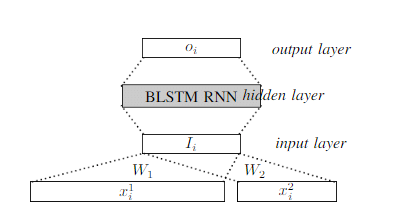 o_i output layer
BLSTM RNN hidden layer
I_i input layer
W_1 W_2
x_i^1 x_i^2